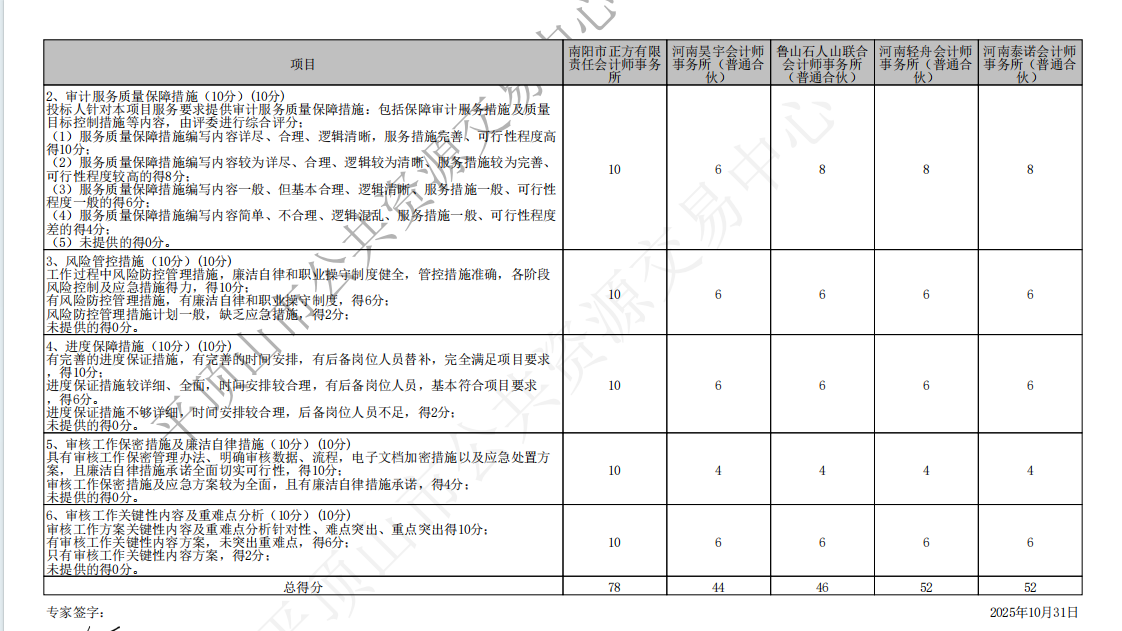 项目
南阳市正方有限
责任会计师事务
所
河南昊宇会计师
事务所（普通合
伙）
鲁山石人山联合
会计师事务所
（普通合伙）
河南轻舟会计师
事务所（普通合
伙）
河南泰诺会计师
事务所（普通合
伙）
2、审计服务质量保障措施（10分）(10分)
投标人针对本项目服务要求提供审计服务质量保障措施：包括保障审计服务措施及质量
目标控制措施等内容，由评委进行综合评分；
（1）服务质量保障措施编写内容详尽、合理、逻辑清晰，服务措施完善、可行性程度高
得10分；
（2）服务质量保障措施编写内容较为详尽、合理、逻辑较为清晰、服务措施较为完善、
可行性程度较高的得8分；
（3）服务质量保障措施编写内容一般、但基本合理、逻辑清晰、服务措施一般、可行性
程度一般的得6分；
（4）服务质量保障措施编写内容简单、不合理、逻辑混乱、服务措施一般、可行性程度
差的得4分；
（5）未提供的得0分。
10 6 8 8 8
3、风险管控措施（10分）(10分)
工作过程中风险防控管理措施，廉洁自律和职业操守制度健全，管控措施准确，各阶段
风险控制及应急措施得力，得10分；
有风险防控管理措施，有廉洁自律和职业操守制度，得6分；
风险防控管理措施计划一般，缺乏应急措施，得2分；
未提供的得0分。
10 6 6 6 6
4、进度保障措施（10分）(10分)
有完善的进度保证措施，有完善的时间安排，有后备岗位人员替补，完全满足项目要求
，得10分；
进度保证措施较详细、全面，时间安排较合理，有后备岗位人员，基本符合项目要求
，得6分。
进度保证措施不够详细，时间安排较合理，后备岗位人员不足，得2分；
未提供的得0分。
10 6 6 6 6
5、审核工作保密措施及廉洁自律措施（10分）(10分)
具有审核工作保密管理办法、明确审核数据、流程，电子文档加密措施以及应急处置方
案，且廉洁自律措施承诺全面切实可行性，得10分；
审核工作保密措施及应急方案较为全面，且有廉洁自律措施承诺，得4分；
未提供的得0分。
10 4 4 4 4
6、审核工作关键性内容及重难点分析（10分）(10分)
审核工作方案关键性内容及重难点分析针对性、难点突出、重点突出得10分；
有审核工作关键性内容方案，未突出重难点，得6分；
只有审核工作关键性内容方案，得2分；
未提供的得0分。
10 6 6 6 6
总得分 78 44 46 52 52
专家签字：
2025年10月31日
平顶山市公共资源交易中心
平顶山市公共资源交易中心